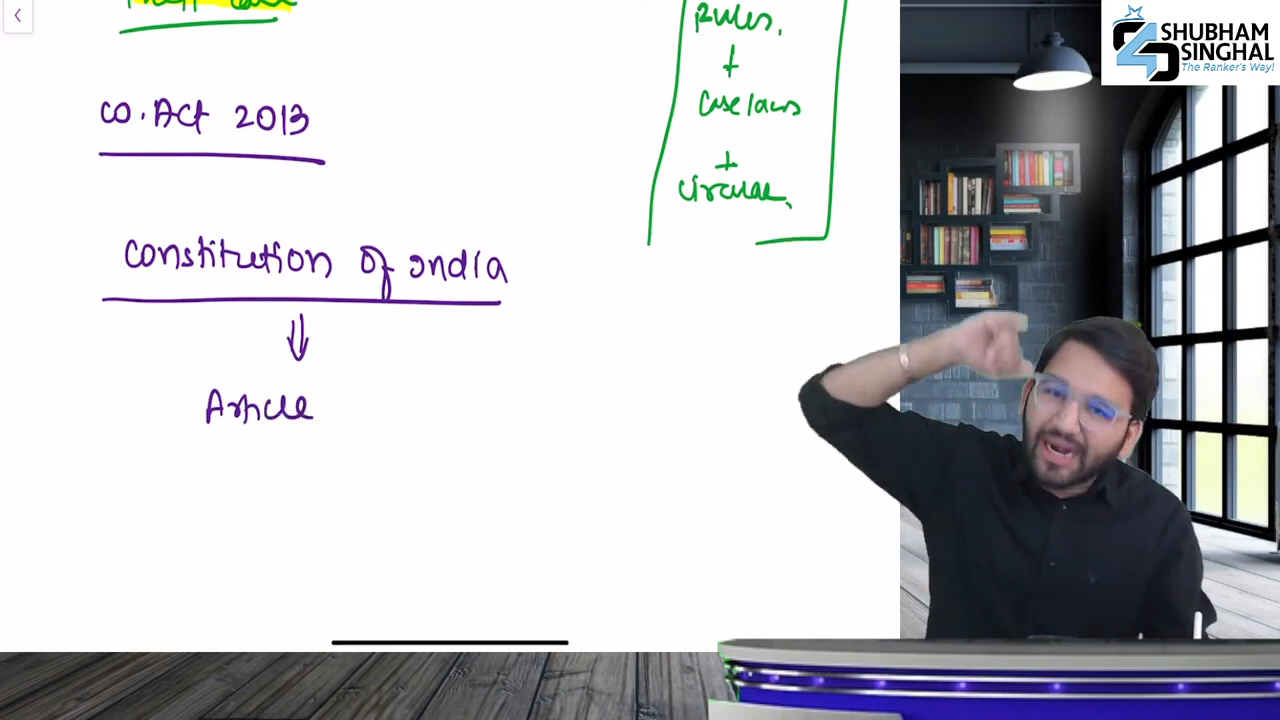 co. Act 2013
Constitution of India
⇓
Article
Rules,
+
Case laws
+
Circular,
SHUBHAM
SINGHAL
The Ranker's Way!